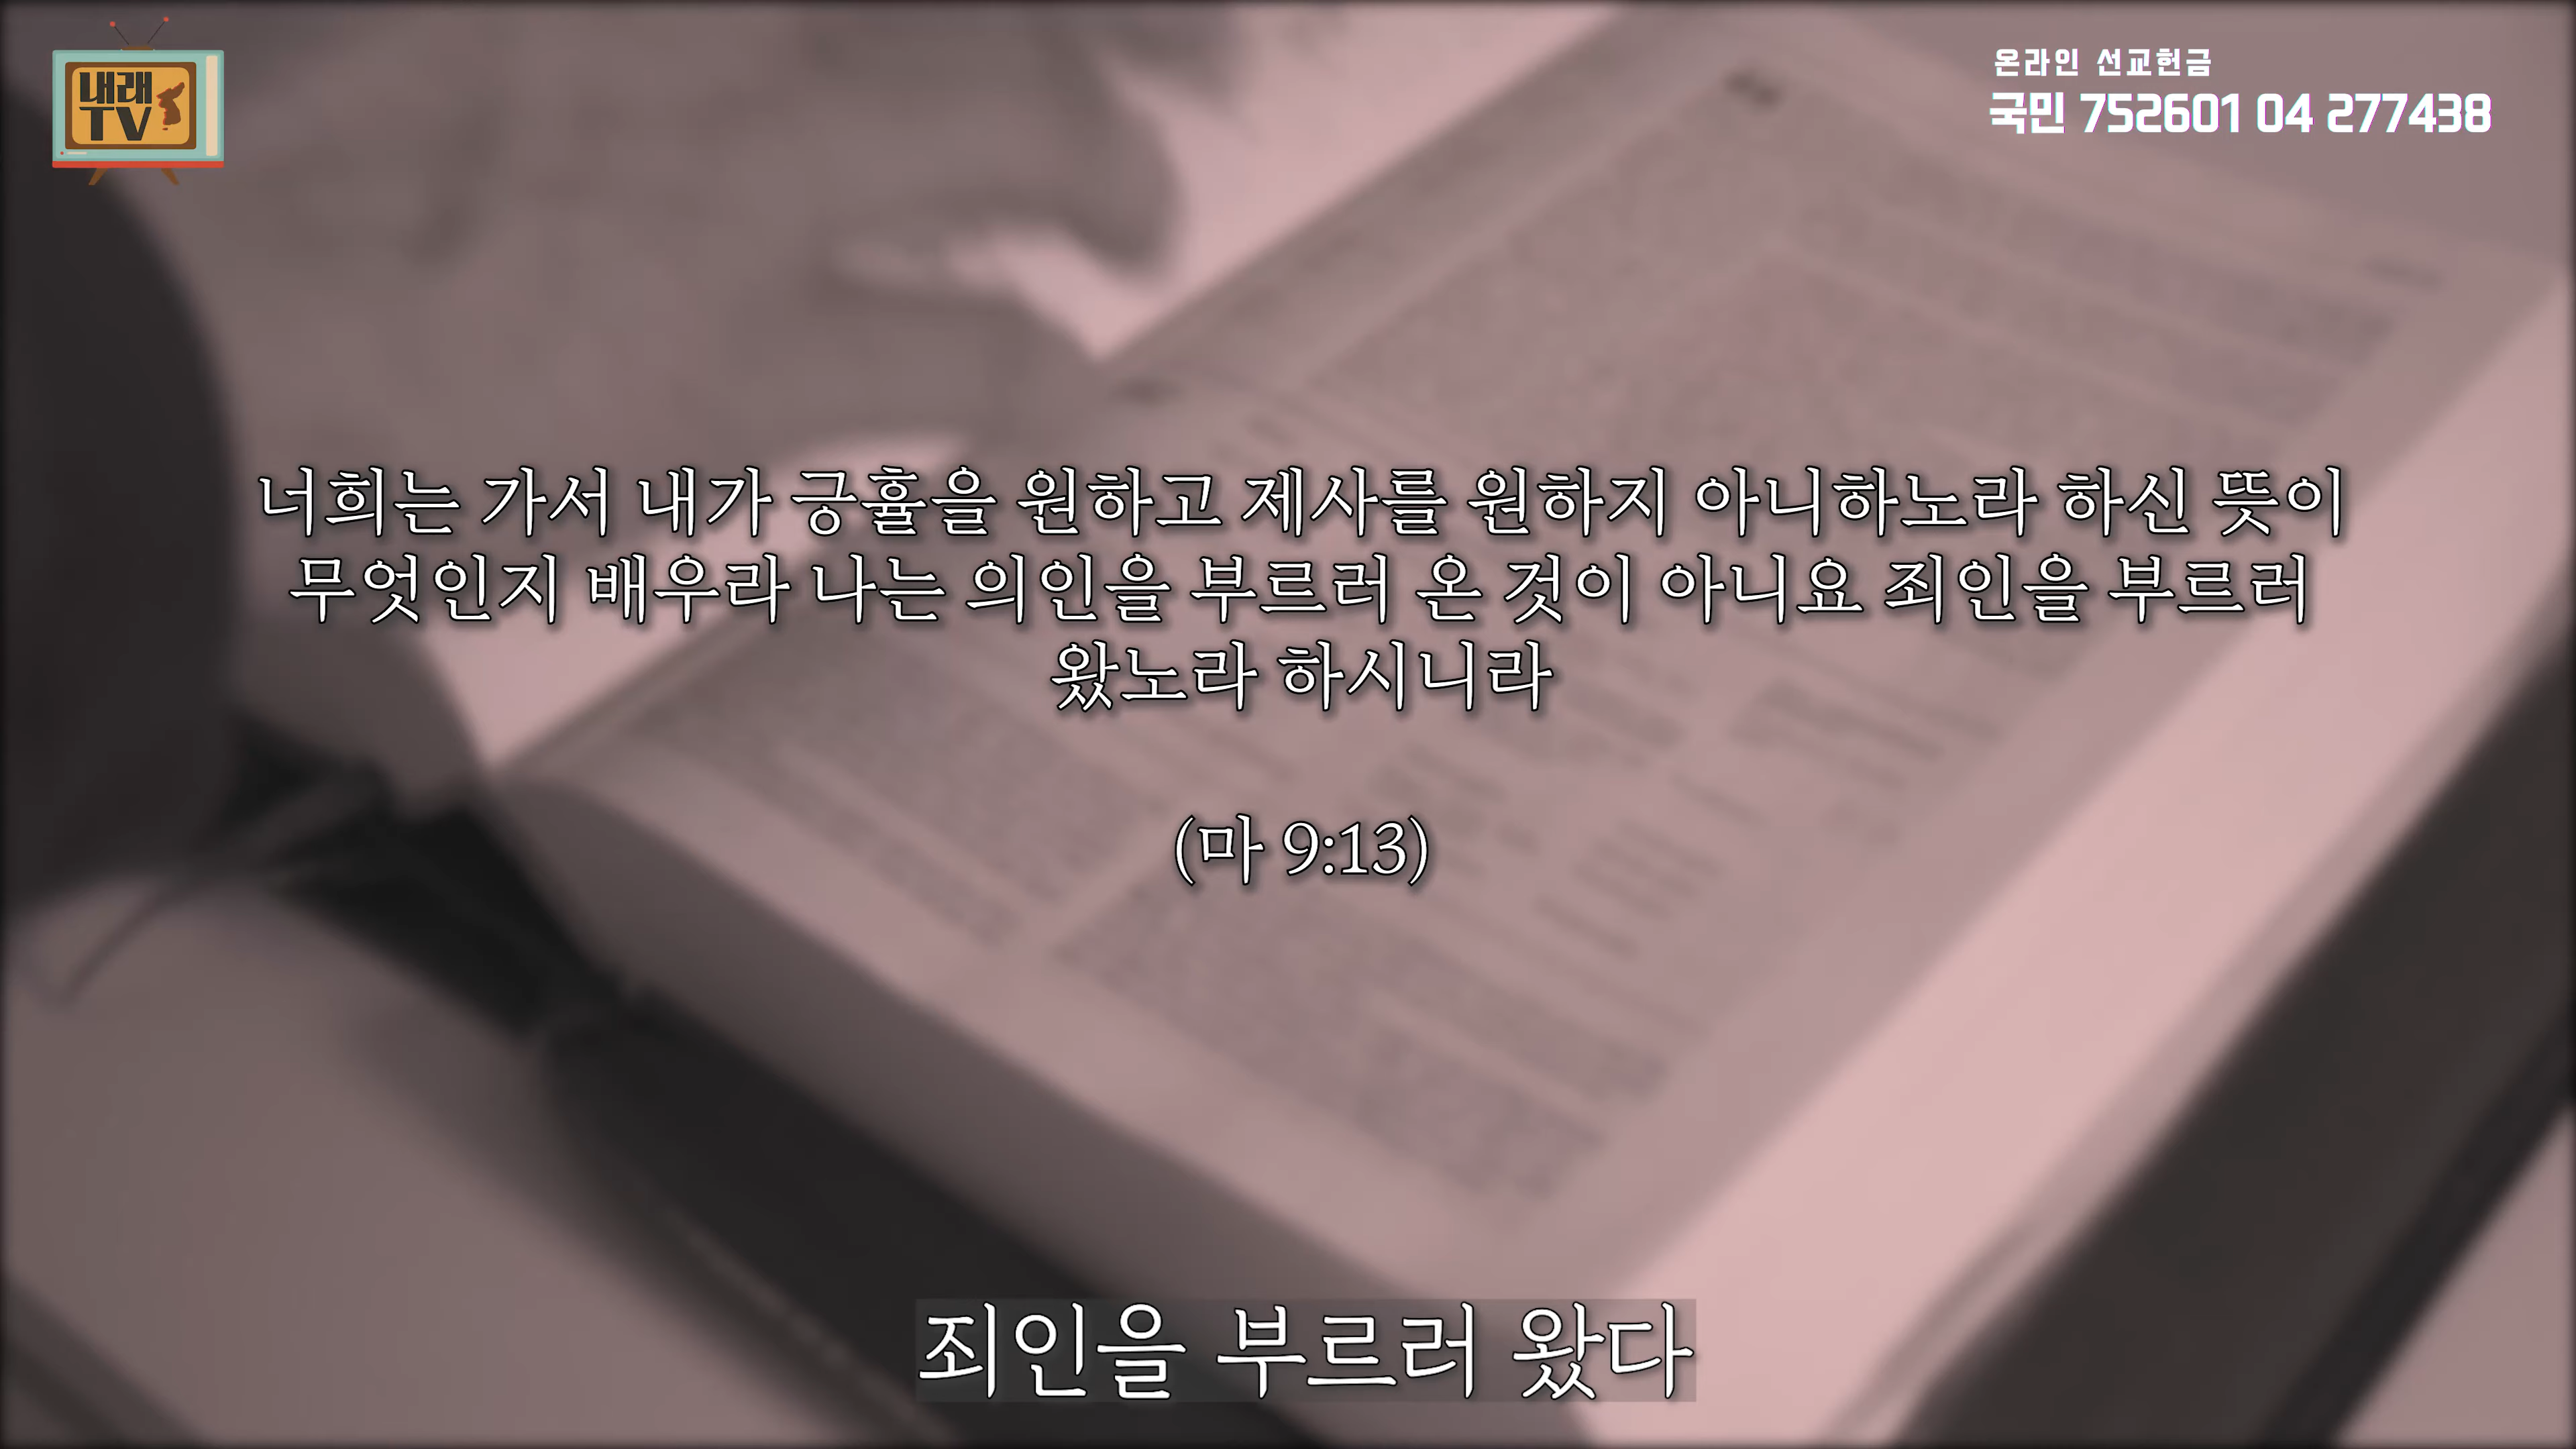 내래
TV
온라인 선교헌금
국민 752601 04 277438
너희는 가서 내가 긍휼을 원하고 제사를 원하지 아니하노라 하신 뜻이
무엇인지 배우라 나는 의인을 부르러 온 것이 아니요 죄인을 부르러
왔노라 하시니라
(마 9:13)
죄인을 부르러 왔다